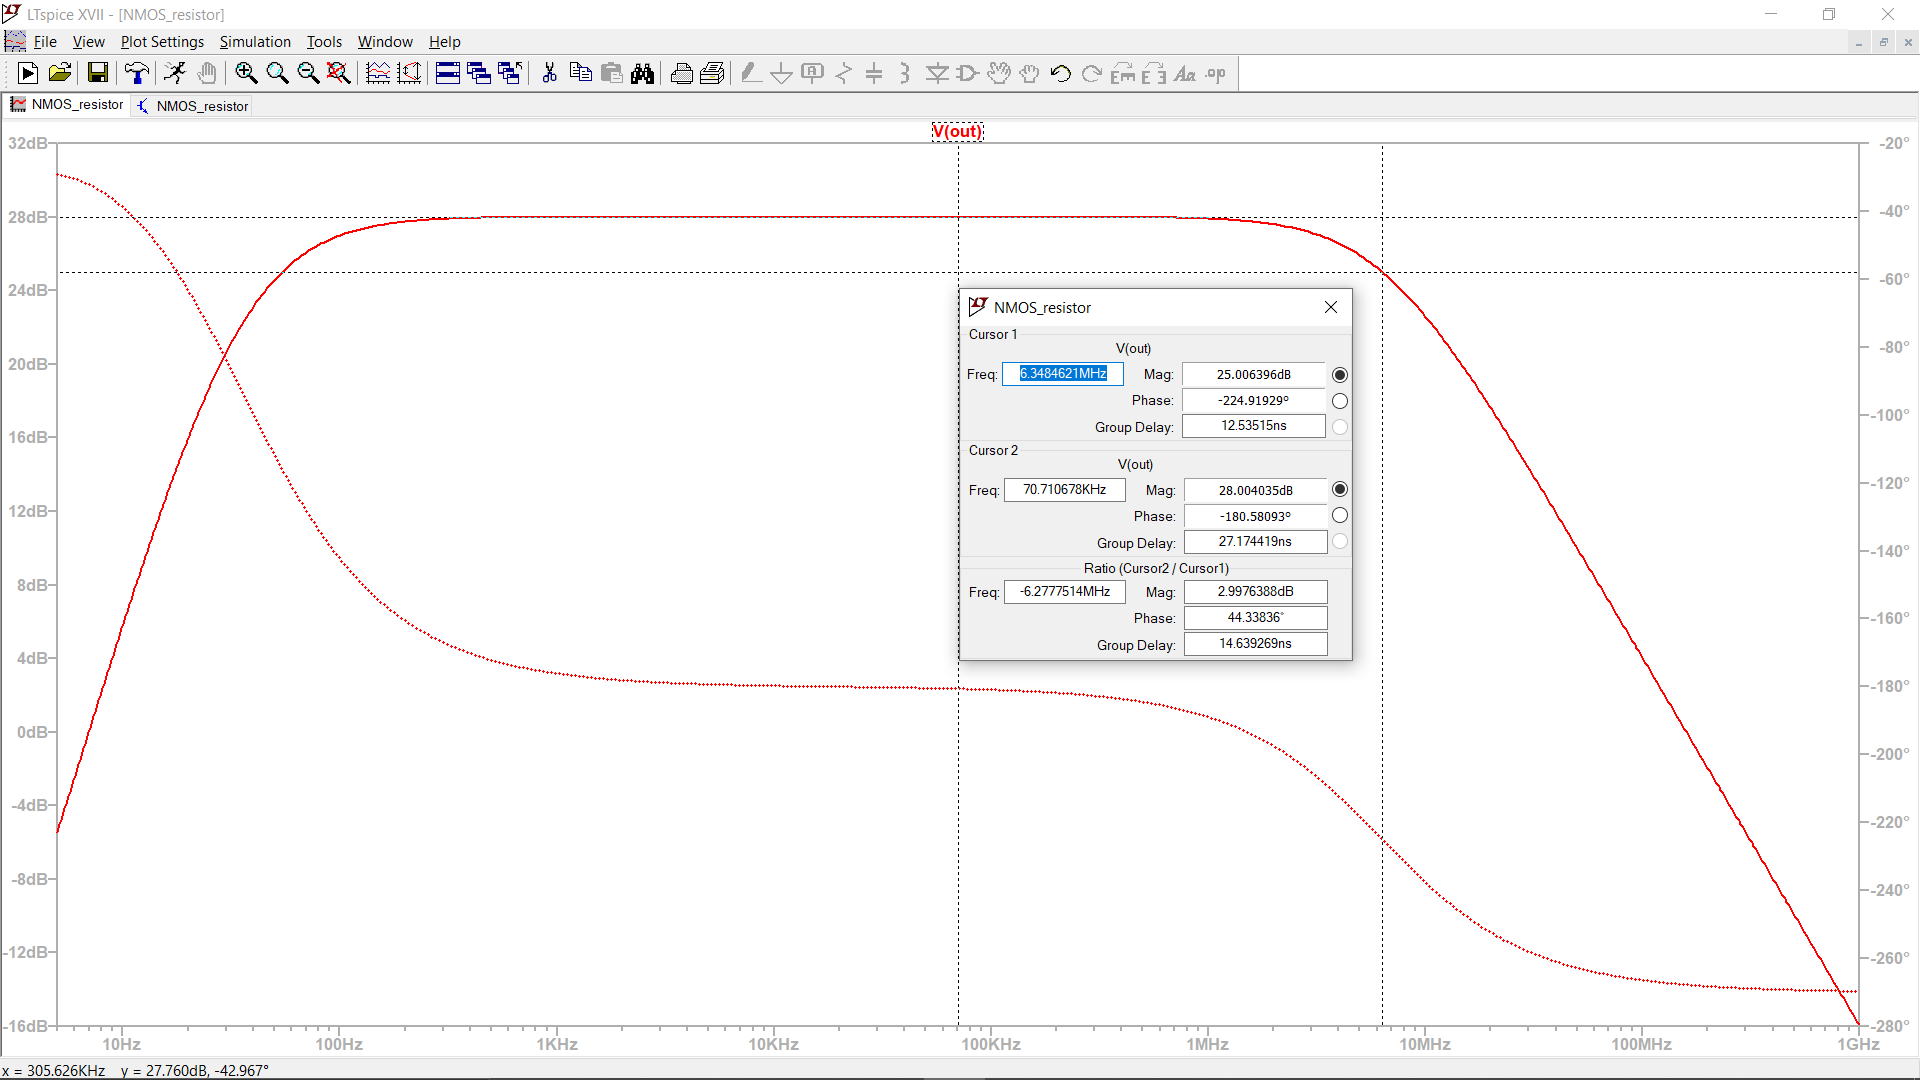 LTspice XVII - [NMOS_resistor]
File View Plot Settings Simulation Tools Window Help
NMOS_resistor NMOS_resistor
V(out)
32dB -20°
28dB -40°
24dB -60°
20dB -80°
16dB -100°
12dB -120°
8dB -140°
4dB -160°
0dB -180°
-4dB -200°
-8dB -220°
-12dB -240°
-16dB -260°
-280°
10Hz 100Hz 1KHz 10KHz 100KHz 1MHz 10MHz 100MHz 1GHz
NMOS_resistor
Cursor 1
V(out)
Freq: 6.3484621MHz Mag: 25.006396dB
Phase: -224.91929°
Group Delay: 12.53515ns
Cursor 2
V(out)
Freq: 70.710678KHz Mag: 28.004035dB
Phase: -180.58093°
Group Delay: 27.174419ns
Ratio (Cursor2 / Cursor1)
Freq: -6.2777514MHz Mag: 2.9976388dB
Phase: 44.33836°
Group Delay: 14.639269ns
x = 305.626KHz y = 27.760dB, -42.967°